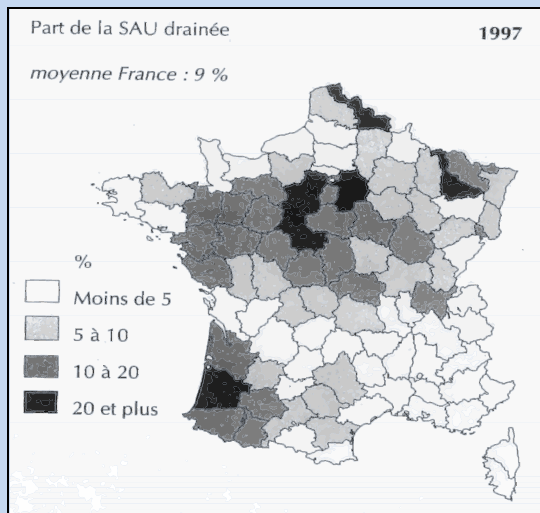 Part de la SAU drainée
1997
moyenne France : 9 %
%
Moins de 5
5 à 10
10 à 20
20 et plus